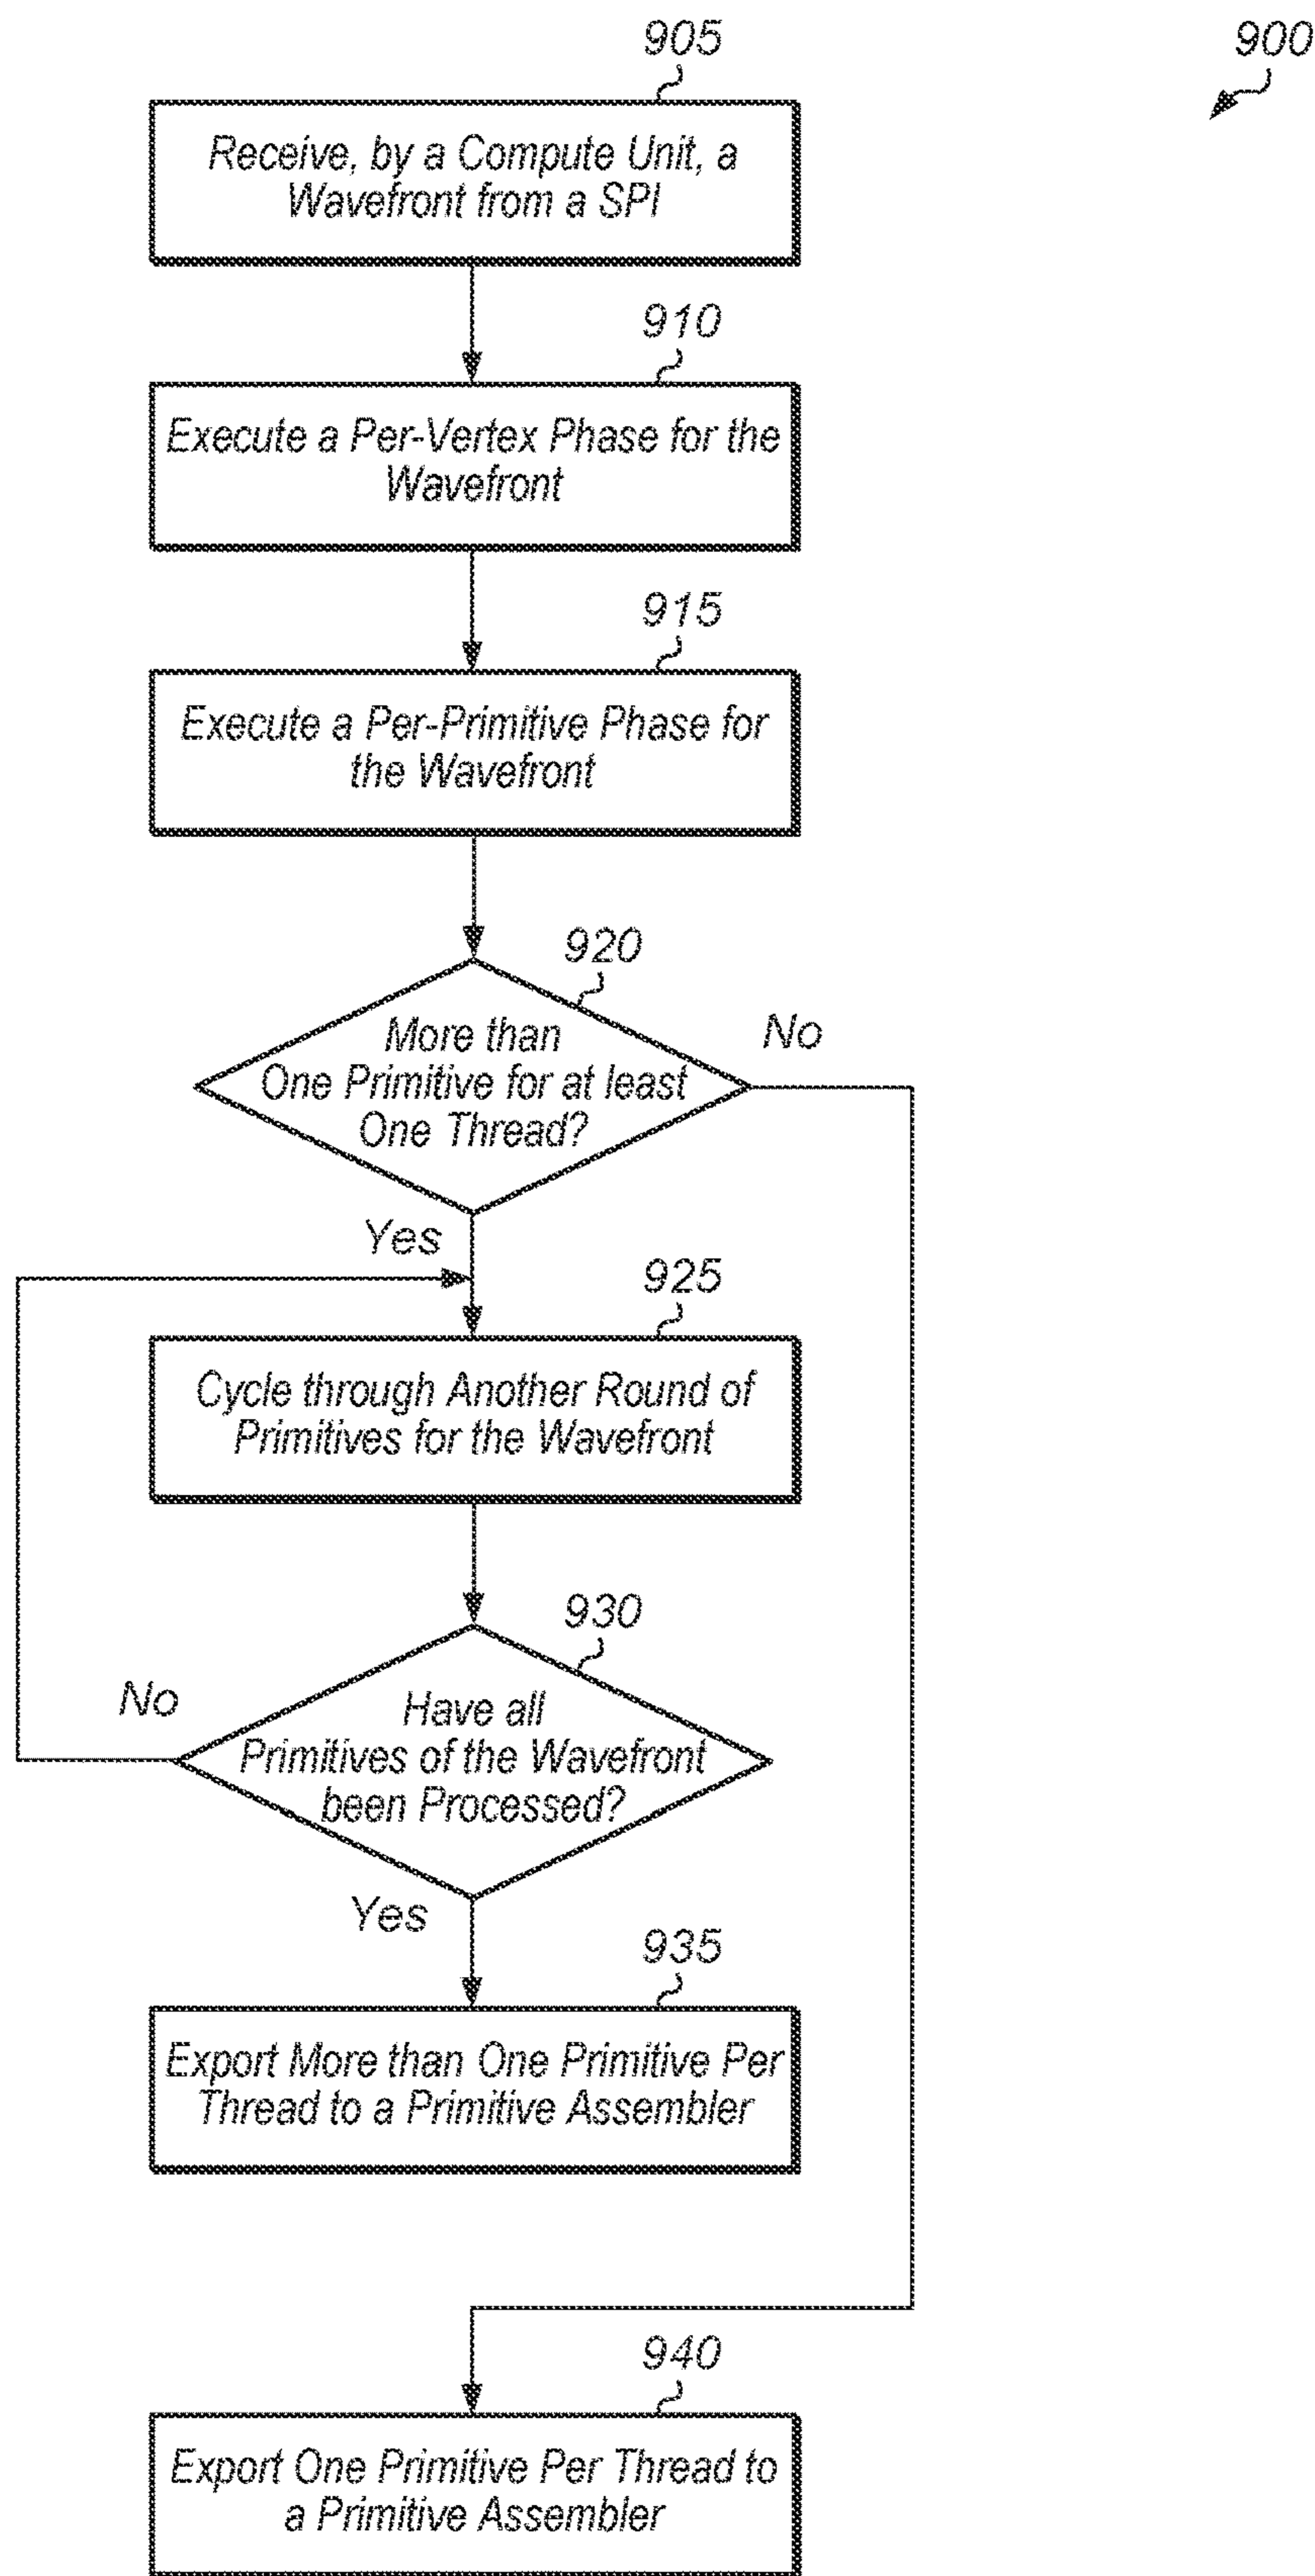 900
905
Receive, by a Compute Unit, a
Wavefront from a SPI
910
Execute a Per-Vertex Phase for the
Wavefront
915
Execute a Per-Primitive Phase for
the Wavefront
920
More than
One Primitive for at least
One Thread?
No
Yes
925
Cycle through Another Round of
Primitives for the Wavefront
930
Have all
Primitives of the Wavefront
been Processed?
No
Yes
935
Export More than One Primitive Per
Thread to a Primitive Assembler
940
Export One Primitive Per Thread to
a Primitive Assembler